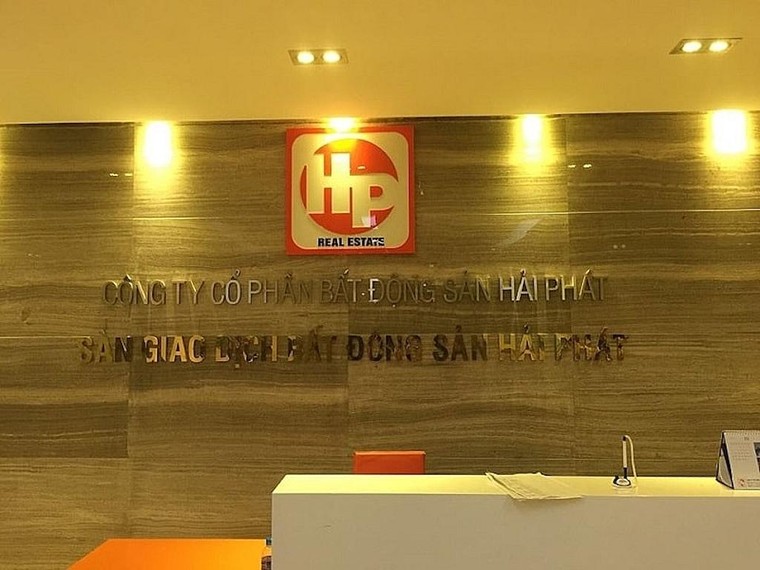 HP
REAL ESTATE
CÔNG TY CỔ PHẦN BẤT ĐỘNG SẢN HẢI PHÁT
SÀN GIAO DỊCH BẤT ĐỘNG SẢN HẢI PHÁT